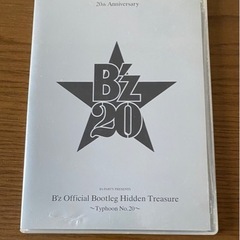 20th Anniversary
B'z
20
B'z Official Bootleg Hidden Treasure
～Typhoon No.20～